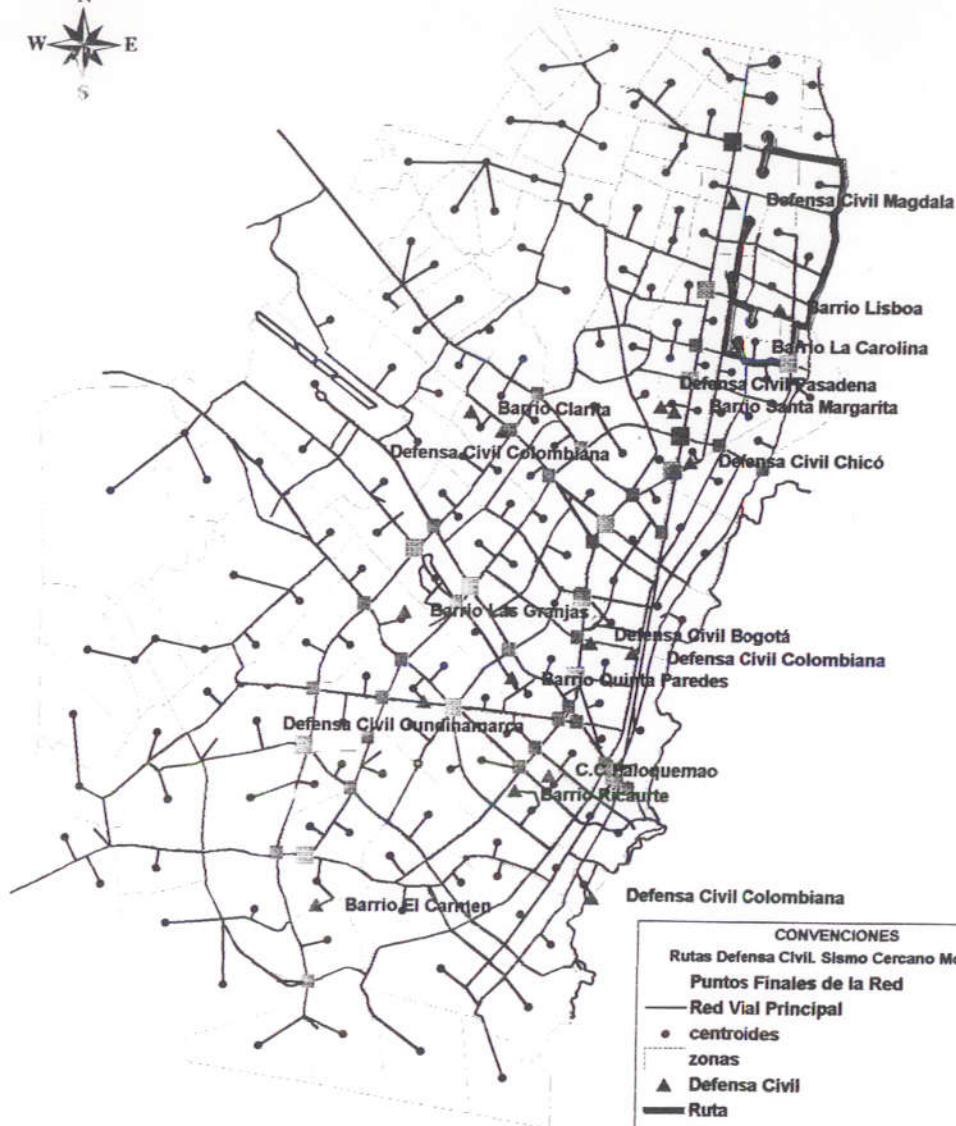 N
W E
S
Defensa Civil Magdala
Barrio Lisboa
Barrio La Carolina
Defensa Civil Pasadena
Barrio Clarita
Barrio Santa Margarita
Defensa Civil Colombiana
Defensa Civil Chicó
Barrio Las Granjas
Defensa Civil Bogotá
Defensa Civil Colombiana
Barrio Quinta Paredes
Defensa Civil Cundinamarca
C.C. Paloquemao
Barrio Ricaurte
Barrio El Carmen
Defensa Civil Colombiana
CONVENCIONES
Rutas Defensa Civil. Sismo Cercano
Puntos Finales de la Red
Red Vial Principal
centroides
zonas
Defensa Civil
Ruta